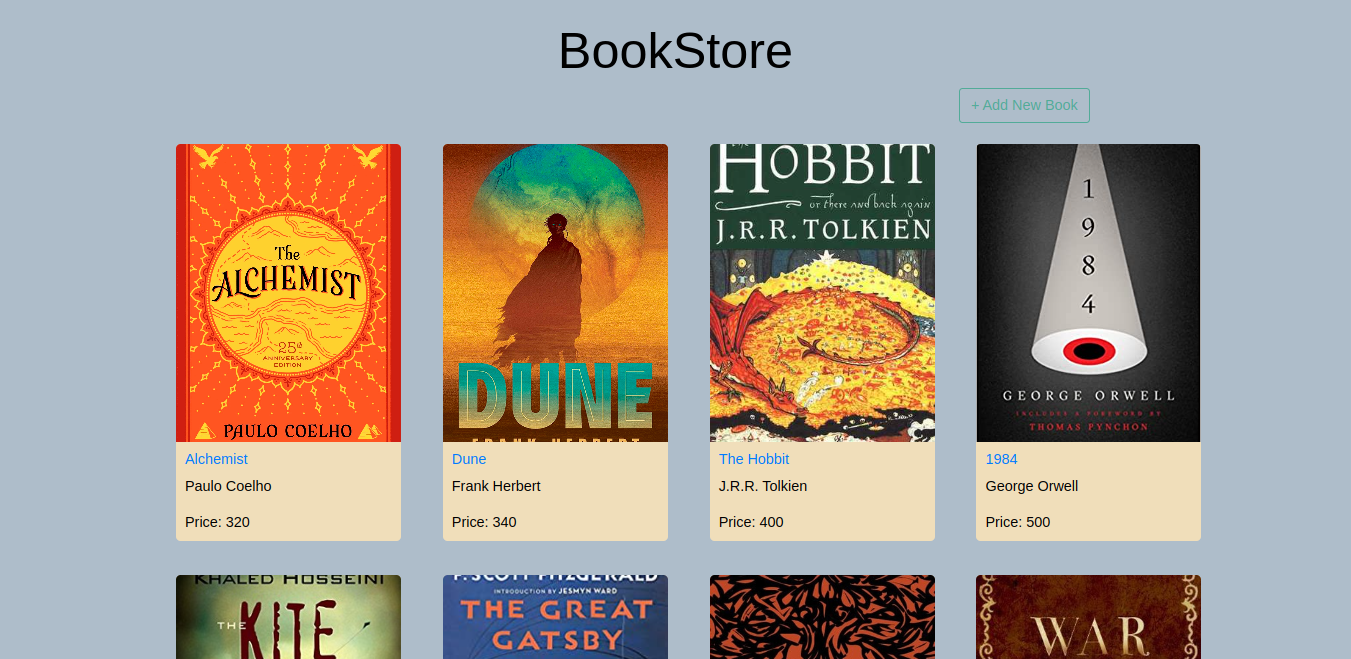 BookStore
+ Add New Book
The
ALCHEMIST
25th
ANNIVERSARY
EDITION
PAULO COELHO
Alchemist
Paulo Coelho
Price: 320
DUNE
FRANK HERBERT
Dune
Frank Herbert
Price: 340
HOBBIT
or there and back again
J.R.R. TOLKIEN
The Hobbit
J.R.R. Tolkien
Price: 400
1
9
8
4
GEORGE ORWELL
INCLUDES A FOREWORD BY
THOMAS PYNCHON
1984
George Orwell
Price: 500
KHALED HOSSEINI
THE KITE
F. SCOTT FITZGERALD
INTRODUCTION BY JESMYN WARD
THE GREAT
GATSBY
WAR